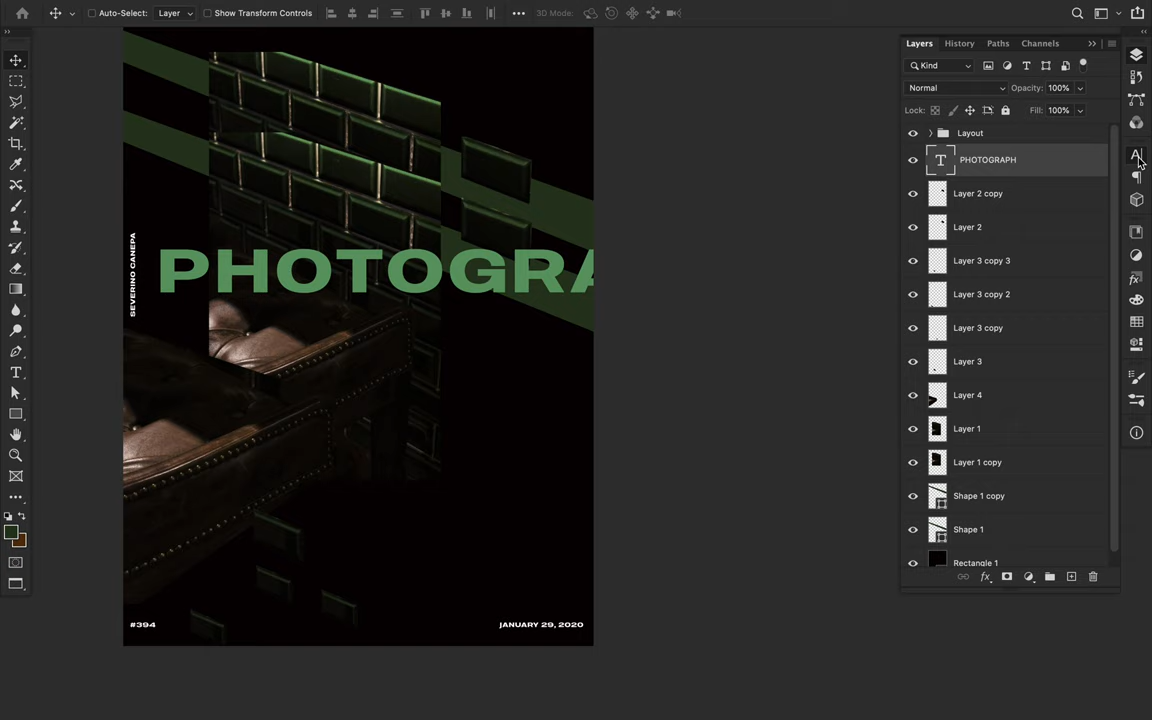 Auto-Select:
Layer
Show Transform Controls
3D Mode:
Layers
History
Paths
Channels
Kind
Normal
Opacity:
100%
Lock:
Fill:
100%
Layout
PHOTOGRAPH
Layer 2 copy
Layer 2
Layer 3 copy 3
Layer 3 copy 2
Layer 3 copy
Layer 3
Layer 4
Layer 1
Layer 1 copy
Shape 1 copy
Shape 1
Rectangle 1
SEVERINO CANEPA
PHOTOGRA
#394
JANUARY 29, 2020